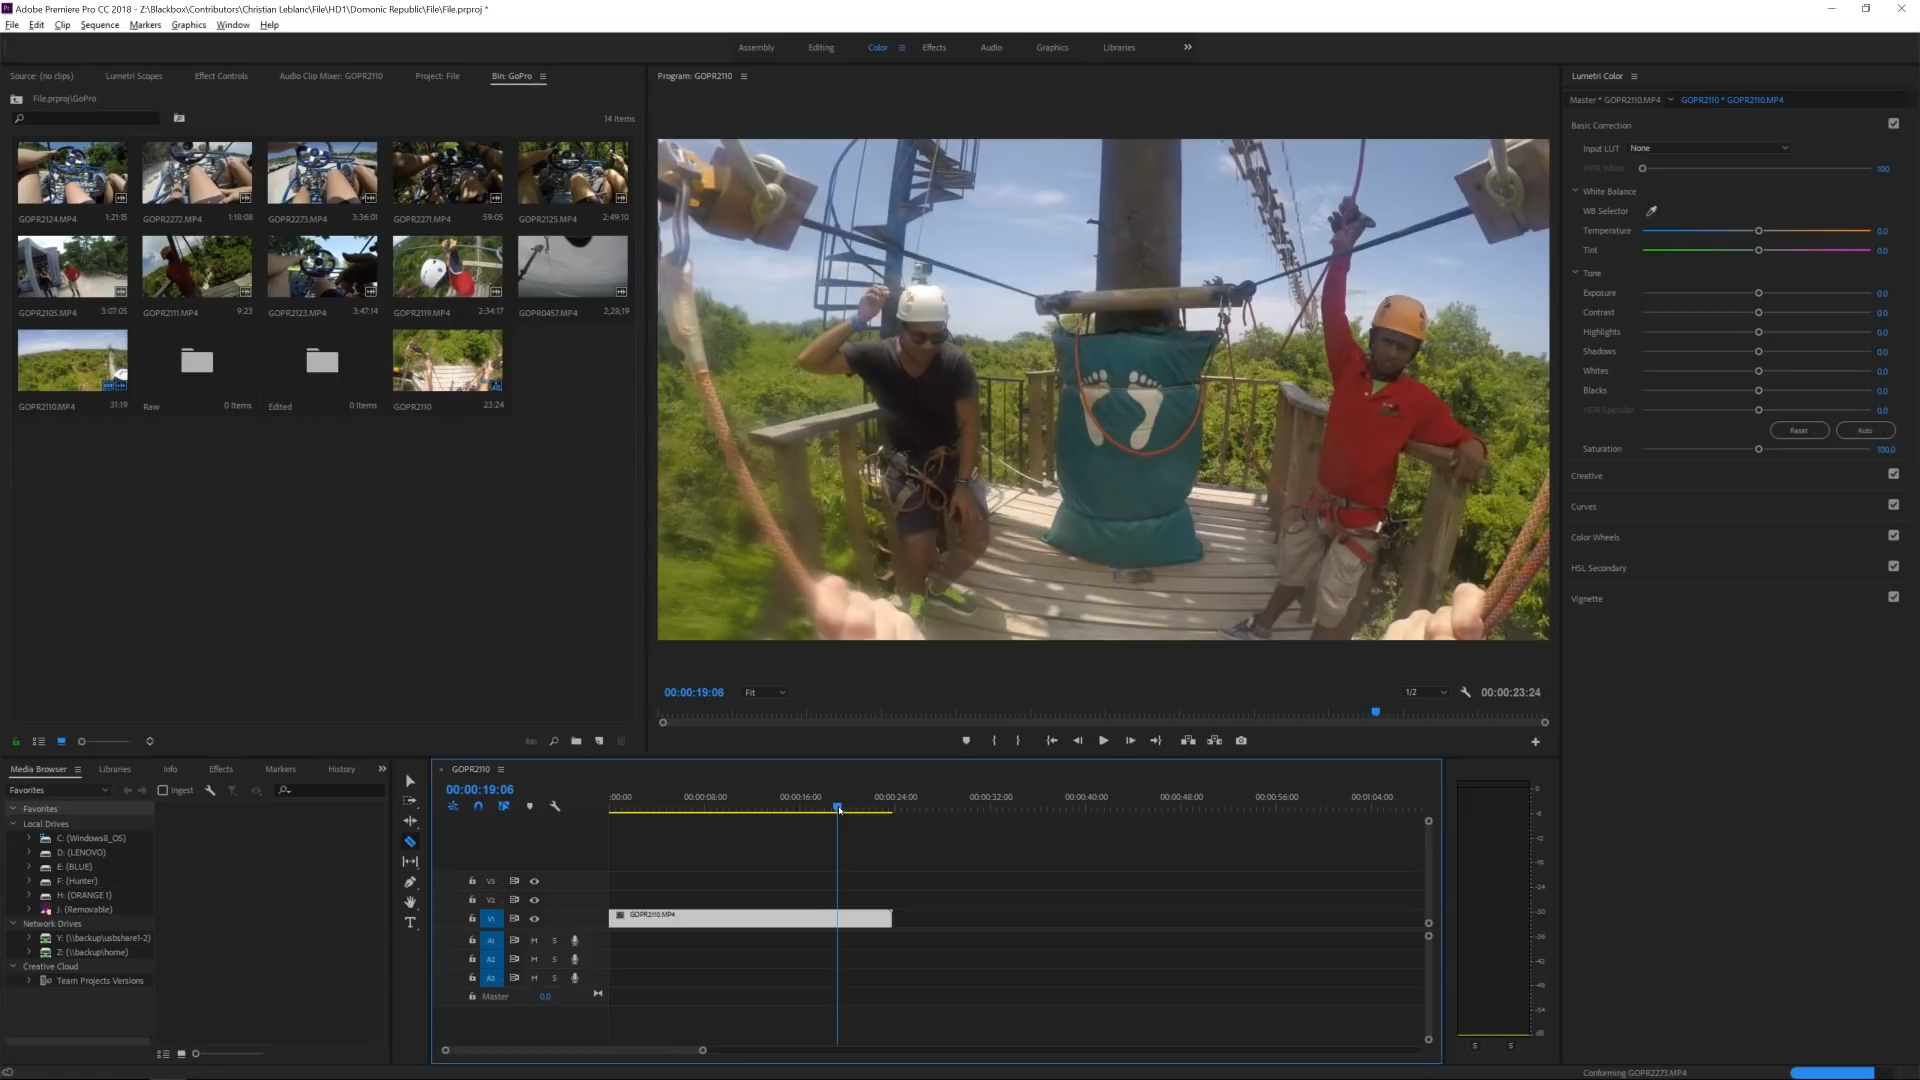 Adobe Premiere Pro CC 2018 - Z:\Blackbox\Contributors\Christian Leblanc\File\HD1\Domonic Republic\File\File.prproj *
File Edit Clip Sequence Markers Graphics Window Help
Assembly Editing Color Effects Audio Graphics Libraries
Source: (no clips) Lumetri Scopes Effect Controls Audio Clip Mixer: GOPR2110 Project: File Bin: GoPro
File.prproj\GoPro
14 Items
GOPR2124.MP4 1:21:15 GOPR2272.MP4 1:18:08 GOPR2273.MP4 3:36:01 GOPR2271.MP4 59:05 GOPR2125.MP4 2:49:10
GOPR2105.MP4 3:07:05 GOPR2111.MP4 9:23 GOPR2123.MP4 3:47:14 GOPR2119.MP4 2:34:17 GOPR0457.MP4 2;28;19
GOPR2110.MP4 31:19 Raw 0 Items Edited 0 Items GOPR2110 23:24
Program: GOPR2110
00:00:19:06 Fit 1/2 00:00:23:24
Lumetri Color
Master * GOPR2110.MP4 GOPR2110 * GOPR2110.MP4
Basic Correction
Input LUT None
HDR White 100
White Balance
WB Selector
Temperature 0.0
Tint 0.0
Tone
Exposure 0.0
Contrast 0.0
Highlights 0.0
Shadows 0.0
Whites 0.0
Blacks 0.0
HDR Specular 0.0
Reset Auto
Saturation 100.0
Creative
Curves
Color Wheels
HSL Secondary
Vignette
Media Browser Libraries Info Effects Markers History
Favorites Ingest
Favorites
Local Drives
C: (Windows8_OS)
D: (LENOVO)
E: (BLUE)
F: (Hunter)
H: (ORANGE 1)
J: (Removable)
Network Drives
Y: (\\backup\usbshare1-2)
Z: (\\backup\home)
Creative Cloud
Team Projects Versions
× GOPR2110
00:00:19:06
:00:00 00:00:08:00 00:00:16:00 00:00:24:00 00:00:32:00 00:00:40:00 00:00:48:00 00:00:56:00 00:01:04:00
V3
V2
V1 GOPR2110.MP4
A1 M S
A2 M S
A3 M S
Master 0.0
0
-6
-12
-18
-24
-30
-36
-42
-48
-54
dB
S S
Conforming GOPR2273.MP4